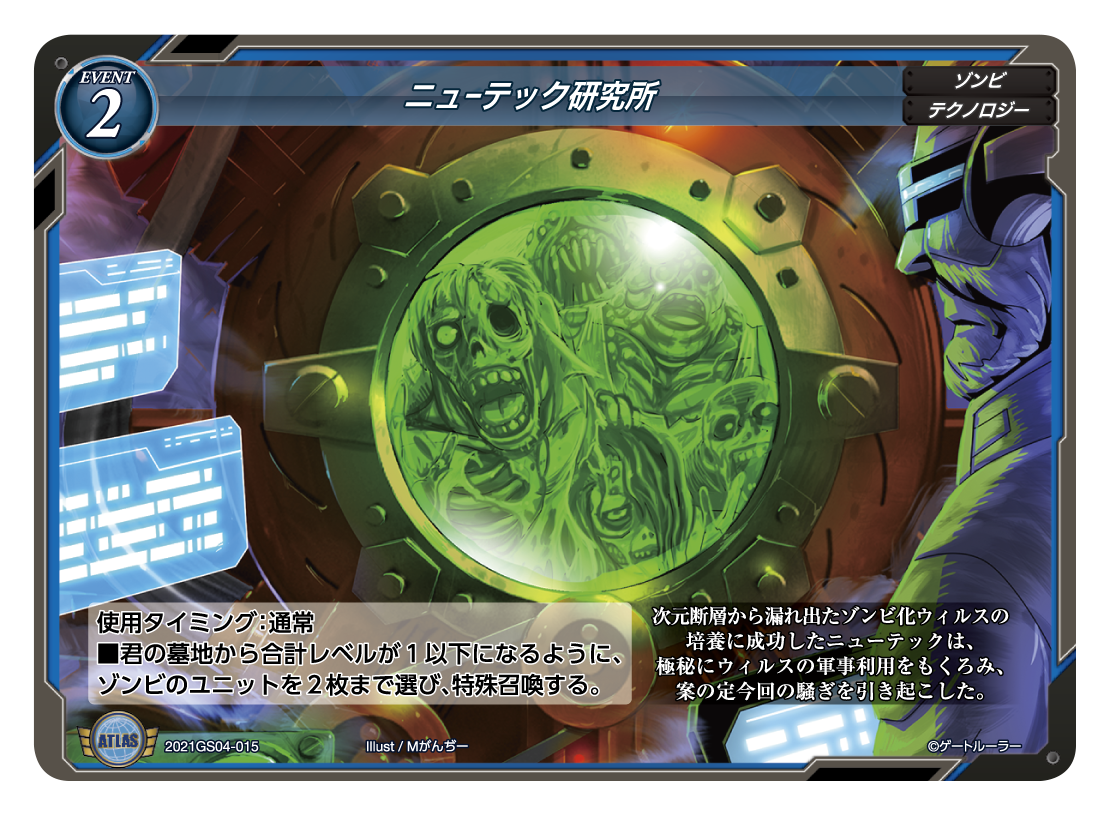 EVENT
2
ニューテック研究所
ゾンビ
テクノロジー
使用タイミング:通常
■君の墓地から合計レベルが1以下になるように、
ゾンビのユニットを2枚まで選び、特殊召喚する。
次元断層から漏れ出たゾンビ化ウィルスの
培養に成功したニューテックは、
極秘にウィルスの軍事利用をもくろみ、
案の定今回の騒ぎを引き起こした。
ATLAS
2021GS04-015
Illust / Mがんぢー
©ゲートルーラー